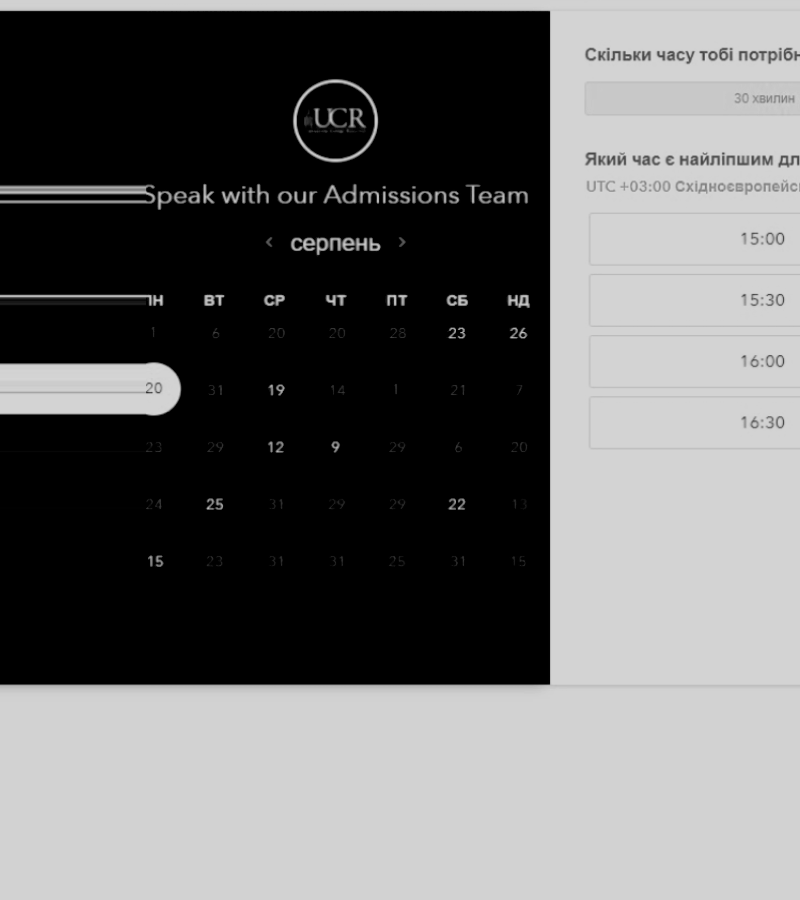 UCR
Speak with our Admissions Team
‹ серпень ›
ПН ВТ СР ЧТ ПТ СБ НД
1 6 20 20 28 23 26
20 31 19 14 1 21 7
23 29 12 9 29 6 20
24 25 31 29 29 22 13
15 23 31 31 25 31 15
Скільки часу тобі потрібн
30 хвилин
Який час є найліпшим дл
UTC +03:00 Східноєвропейс
15:00
15:30
16:00
16:30